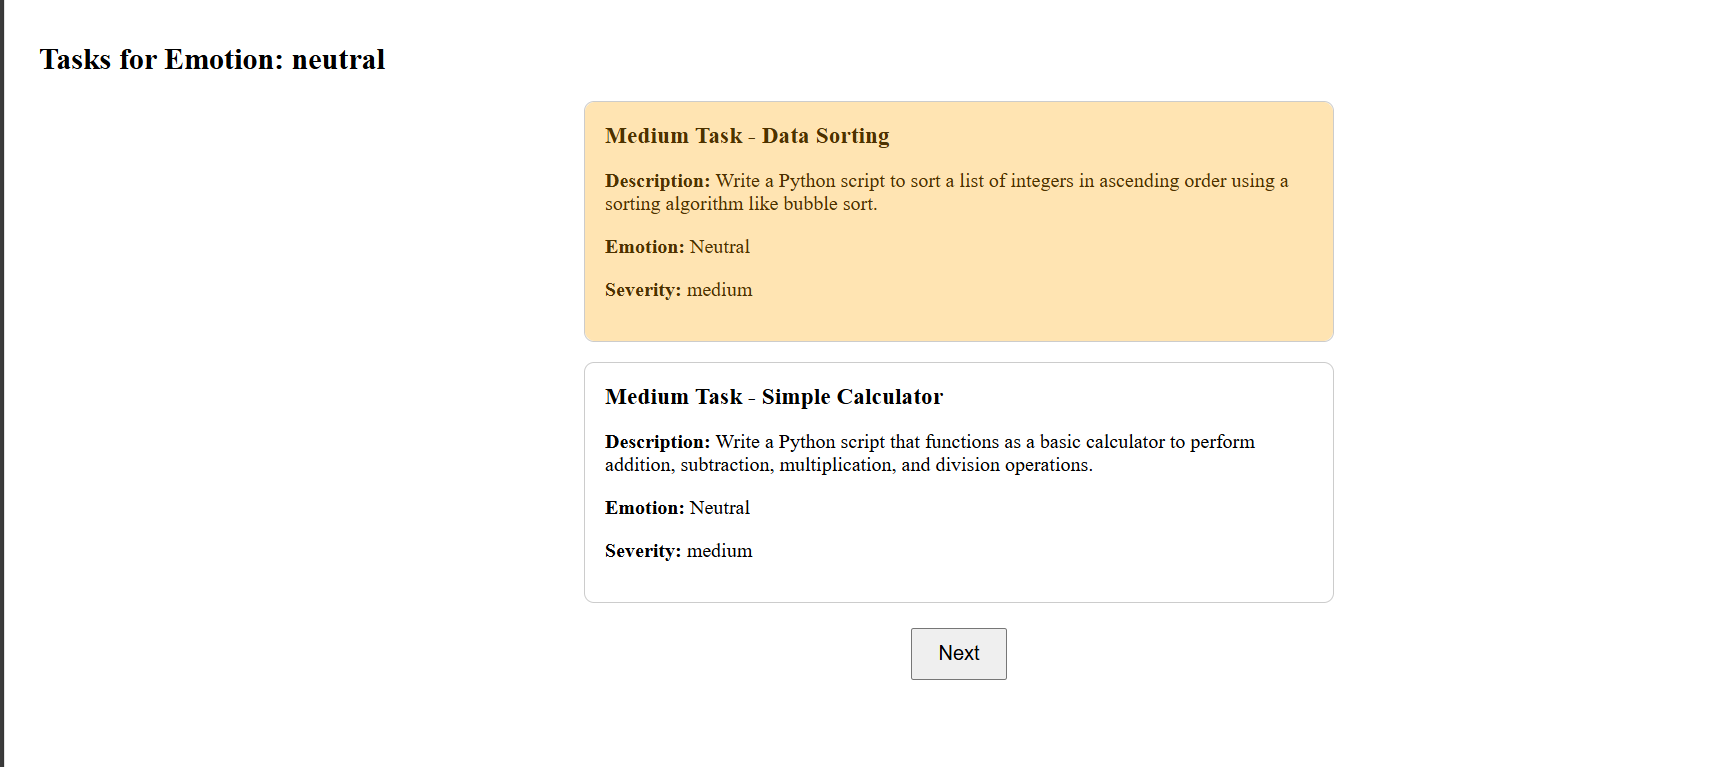 Tasks for Emotion: neutral
Medium Task - Data Sorting
Description: Write a Python script to sort a list of integers in ascending order using a
sorting algorithm like bubble sort.
Emotion: Neutral
Severity: medium
Medium Task - Simple Calculator
Description: Write a Python script that functions as a basic calculator to perform
addition, subtraction, multiplication, and division operations.
Emotion: Neutral
Severity: medium
Next